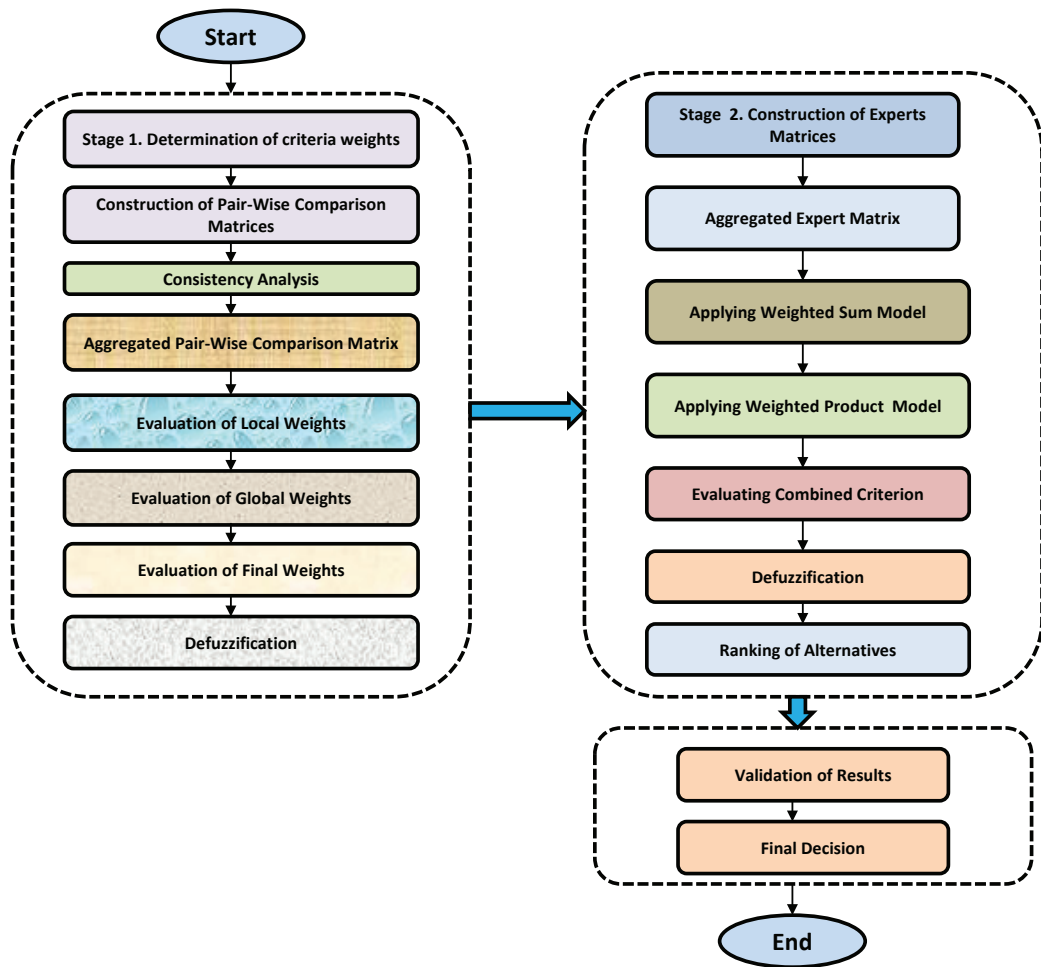 Start
Stage 1. Determination of criteria weights
Construction of Pair-Wise Comparison
Matrices
Consistency Analysis
Aggregated Pair-Wise Comparison Matrix
Evaluation of Local Weights
Evaluation of Global Weights
Evaluation of Final Weights
Defuzzification
Stage 2. Construction of Experts
Matrices
Aggregated Expert Matrix
Applying Weighted Sum Model
Applying Weighted Product Model
Evaluating Combined Criterion
Defuzzification
Ranking of Alternatives
Validation of Results
Final Decision
End